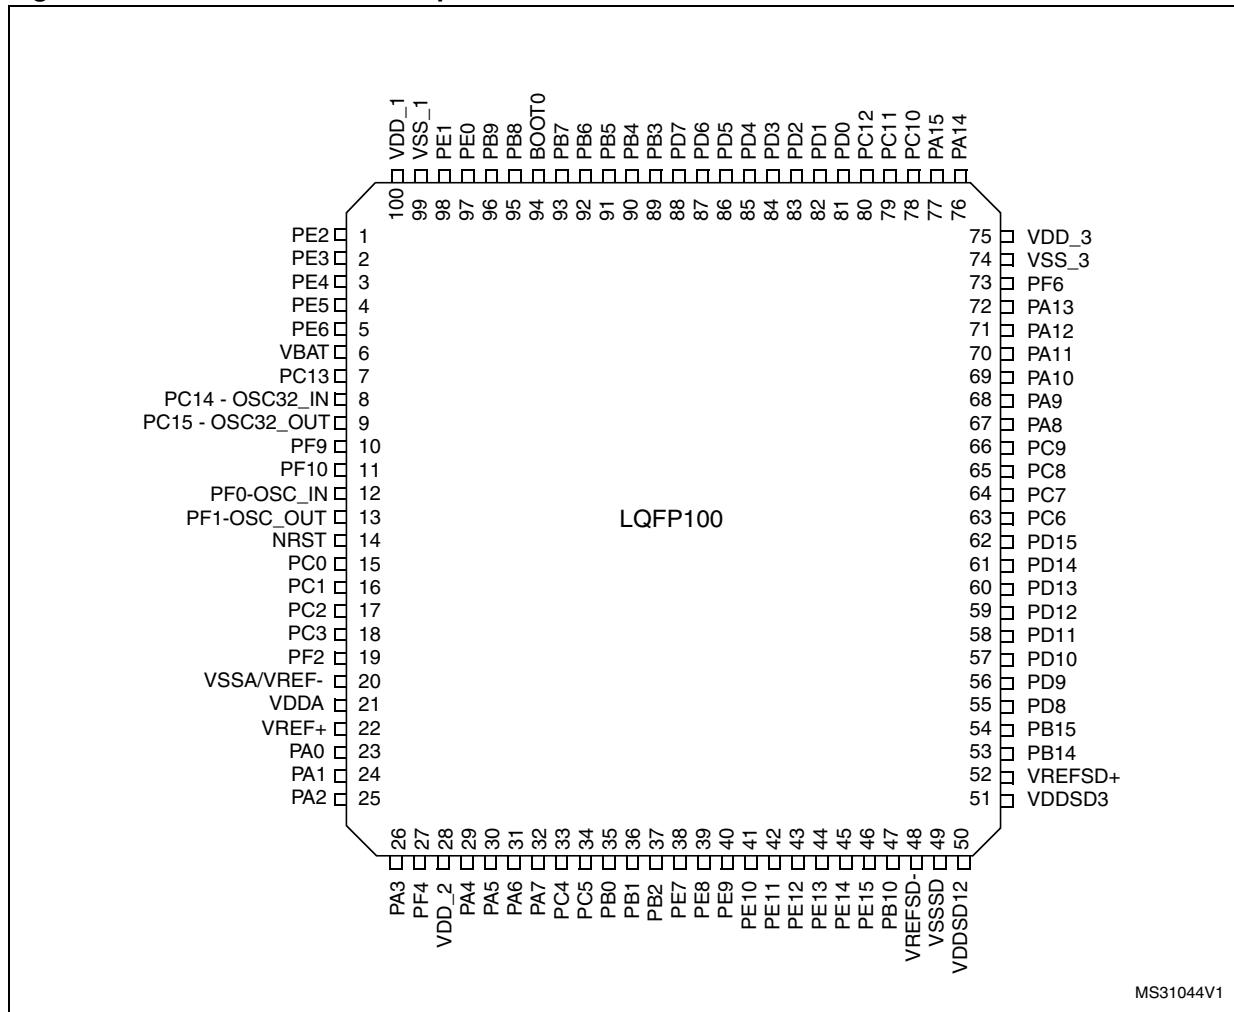 VDD_1
VSS_1
PE1
PE0
PB9
PB8
BOOT0
PB7
PB6
PB5
PB4
PB3
PD7
PD6
PD5
PD4
PD3
PD2
PD1
PD0
PC12
PC11
PC10
PA15
PA14
100
99
98
97
96
95
94
93
92
91
90
89
88
87
86
85
84
83
82
81
80
79
78
77
76
PE2 1
PE3 2
PE4 3
PE5 4
PE6 5
VBAT 6
PC13 7
PC14 - OSC32_IN 8
PC15 - OSC32_OUT 9
PF9 10
PF10 11
PF0-OSC_IN 12
PF1-OSC_OUT 13
NRST 14
PC0 15
PC1 16
PC2 17
PC3 18
PF2 19
VSSA/VREF- 20
VDDA 21
VREF+ 22
PA0 23
PA1 24
PA2 25
LQFP100
75 VDD_3
74 VSS_3
73 PF6
72 PA13
71 PA12
70 PA11
69 PA10
68 PA9
67 PA8
66 PC9
65 PC8
64 PC7
63 PC6
62 PD15
61 PD14
60 PD13
59 PD12
58 PD11
57 PD10
56 PD9
55 PD8
54 PB15
53 PB14
52 VREFSD+
51 VDDSD3
26
27
28
29
30
31
32
33
34
35
36
37
38
39
40
41
42
43
44
45
46
47
48
49
50
PA3
PF4
VDD_2
PA4
PA5
PA6
PA7
PC4
PC5
PB0
PB1
PB2
PE7
PE8
PE9
PE10
PE11
PE12
PE13
PE14
PE15
PB10
VREFSD-
VSSSD
VDDSD12
MS31044V1